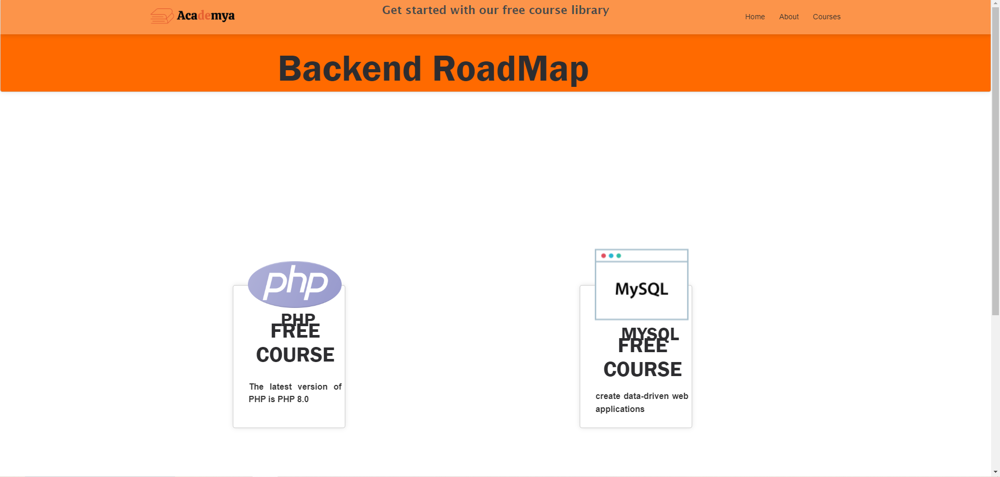 Academya
Get started with our free course library
Home About Courses
Backend RoadMap
php
PHP
FREE
COURSE
The latest version of
PHP is PHP 8.0
MySQL
MYSQL
FREE
COURSE
create data-driven web
applications